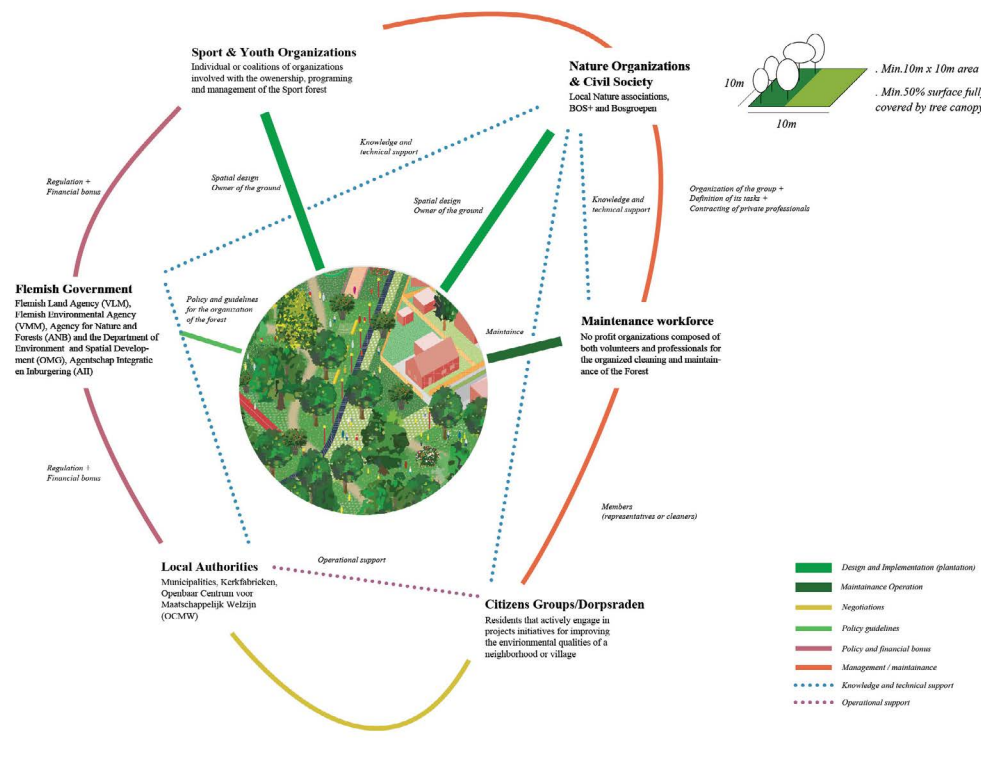 Sport & Youth Organizations
Individual or coalitions of organizations
involved with the owenership, programing
and management of the Sport forest
Nature Organizations
& Civil Society
Local Nature associations,
BOS+ and Bosgroepen
10m
10m
. Min.10m x 10m area
. Min.50% surface fully
covered by tree canopy
Knowledge and
technical support
Regulation +
Financial bonus
Spatial design
Owner of the ground
Spatial design
Owner of the ground
Knowledge and
technical support
Organization of the group +
Definition of its tasks +
Contracting of private professionals
Flemish Government
Flemish Land Agency (VLM),
Flemish Environmental Agency
(VMM), Agency for Nature and
Forests (ANB) and the Department of
Environment and Spatial Develop-
ment (OMG), Agentschap Integratie
en Inburgering (AII)
Policy and guidelines
for the organization
of the forest
Maintaince
Maintenance workforce
No profit organizations composed of
both volunteers and professionals for
the organized cleaning and maintain-
ance of the Forest
Regulation +
Financial bonus
Members
(representatives or cleaners)
Local Authorities
Municipalities, Kerkfabrieken,
Openbaar Centrum voor
Maatschappelijk Welzijn
(OCMW)
Operational support
Citizens Groups/Dorpsraden
Residents that actively engage in
projects initiatives for improving
the envirionmental qualities of a
neighborhood or village
Design and Implementation (plantation)
Maintainance Operation
Negotiations
Policy guidelines
Policy and financial bonus
Management / maintainance
Knowledge and technical support
Operational support